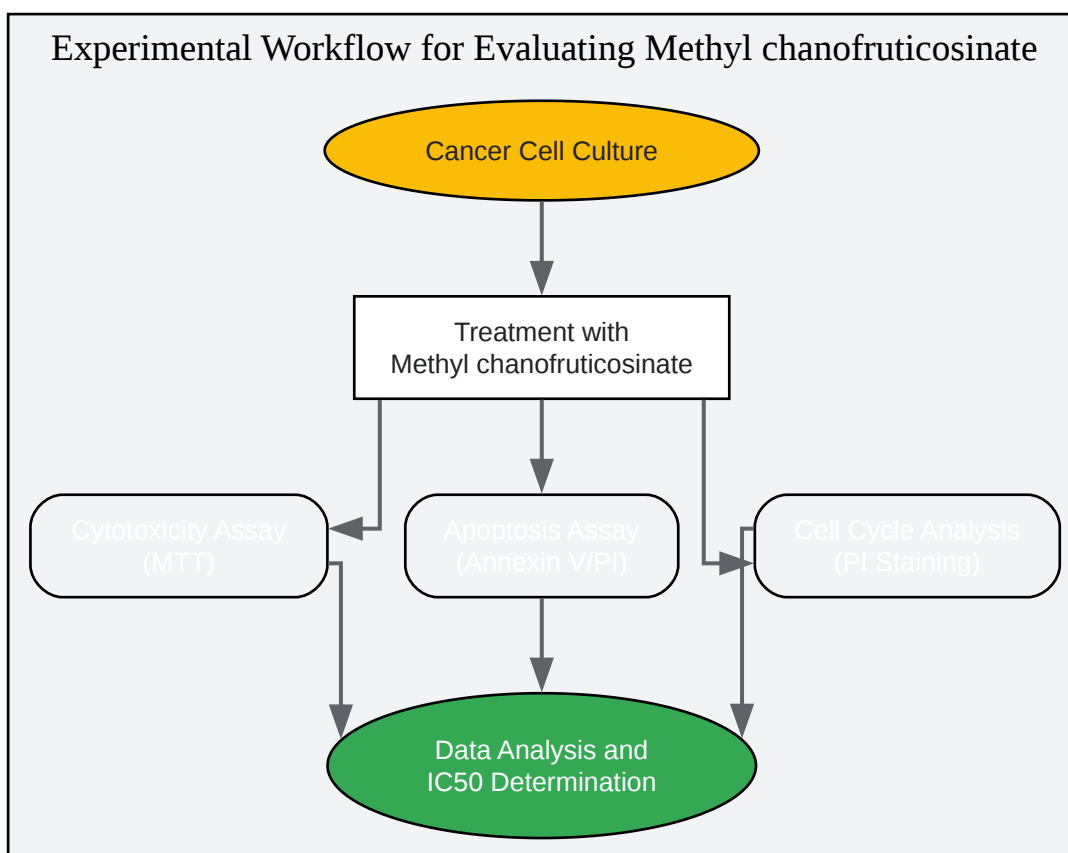 Experimental Workflow for Evaluating Methyl chanofruticosinate
Cancer Cell Culture
Treatment with
Methyl chanofruticosinate
Cytotoxicity Assay
(MTT)
Apoptosis Assay
(Annexin V/PI)
Cell Cycle Analysis
(PI Staining)
Data Analysis and
IC50 Determination